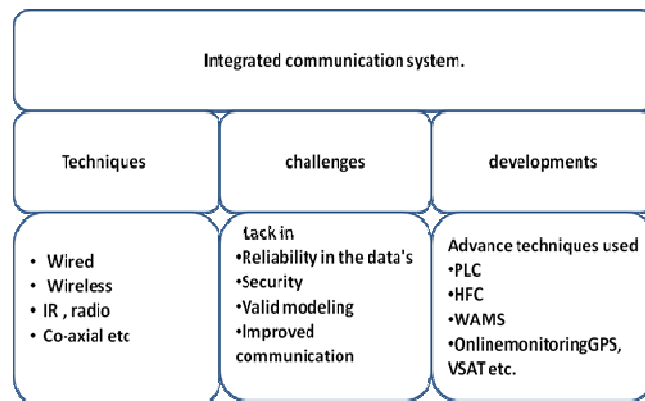 Integrated communication system.
Techniques
challenges
developments
• Wired
• Wireless
• IR , radio
• Co-axial etc
Lack in
•Reliability in the data's
•Security
•Valid modeling
•Improved
communication
Advance techniques used
•PLC
•HFC
•WAMS
•OnlinemonitoringGPS,
VSAT etc.